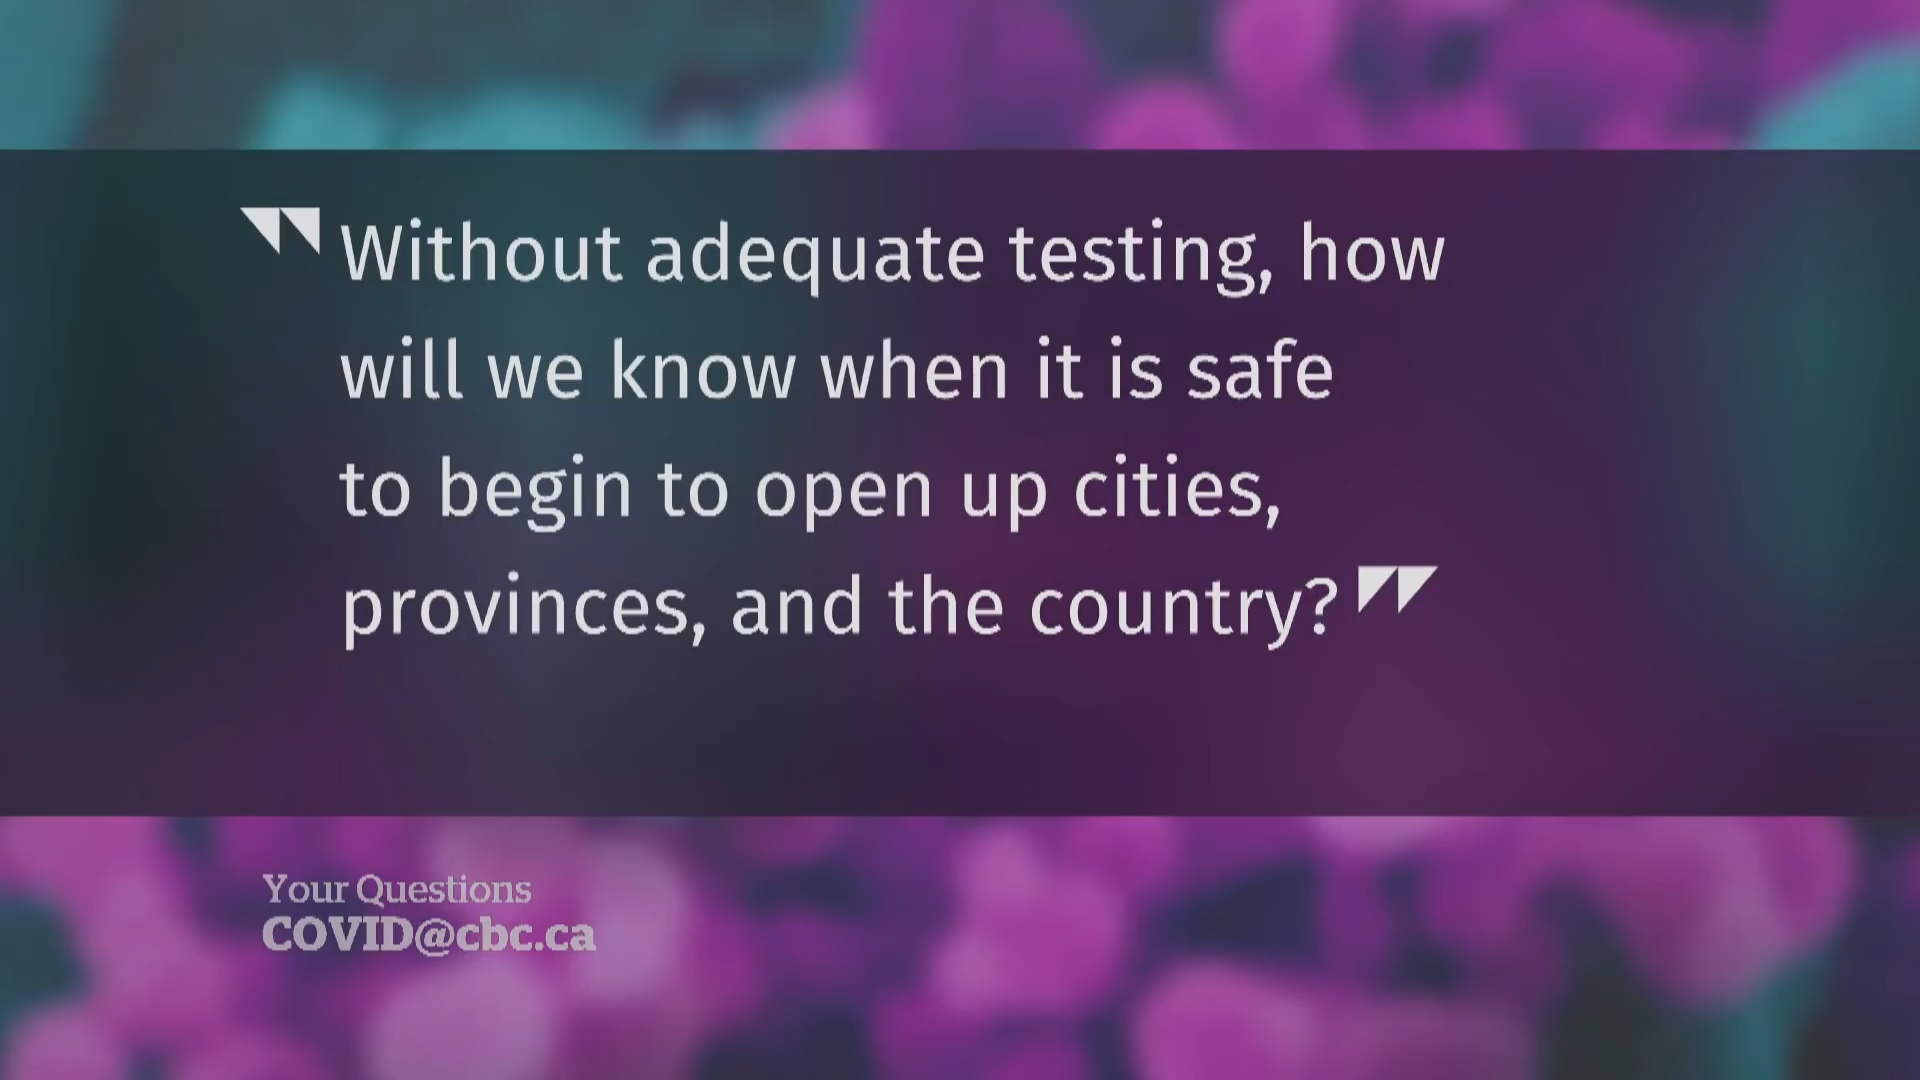 "Without adequate testing, how
will we know when it is safe
to begin to open up cities,
provinces, and the country?"
Your Questions
COVID@cbc.ca